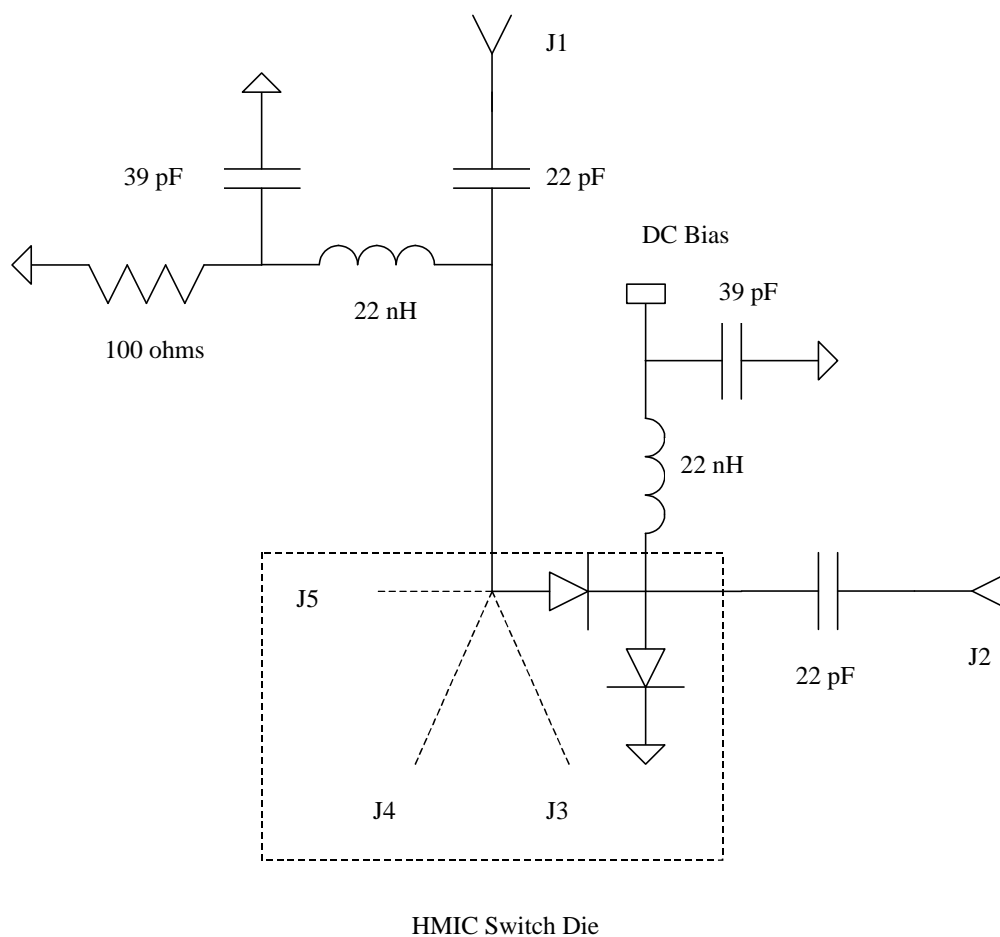 J1
39 pF
22 pF
DC Bias
39 pF
22 nH
100 ohms
22 nH
J5
J2
22 pF
J4
J3
HMIC Switch Die